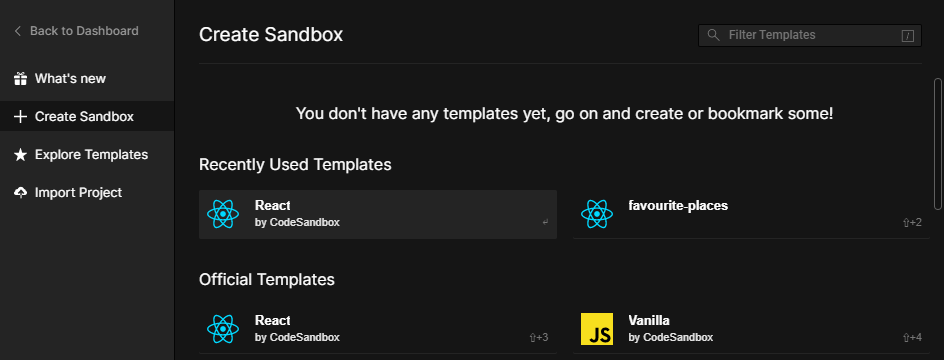 Back to Dashboard
What's new
Create Sandbox
Explore Templates
Import Project
Create Sandbox
Filter Templates
/
You don't have any templates yet, go on and create or bookmark some!
Recently Used Templates
React
by CodeSandbox
↵
favourite-places
⇧+2
Official Templates
React
by CodeSandbox
⇧+3
JS
Vanilla
by CodeSandbox
⇧+4